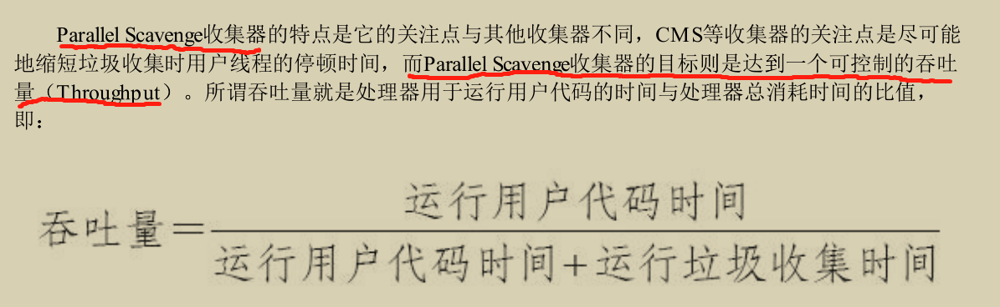 Parallel Scavenge收集器的特点是它的关注点与其他收集器不同，CMS等收集器的关注点是尽可能
地缩短垃圾收集时用户线程的停顿时间，而Parallel Scavenge收集器的目标则是达到一个可控制的吞吐
量（Throughput）。所谓吞吐量就是处理器用于运行用户代码的时间与处理器总消耗时间的比值，
即：
运行用户代码时间
吞吐量=
运行用户代码时间+运行垃圾收集时间